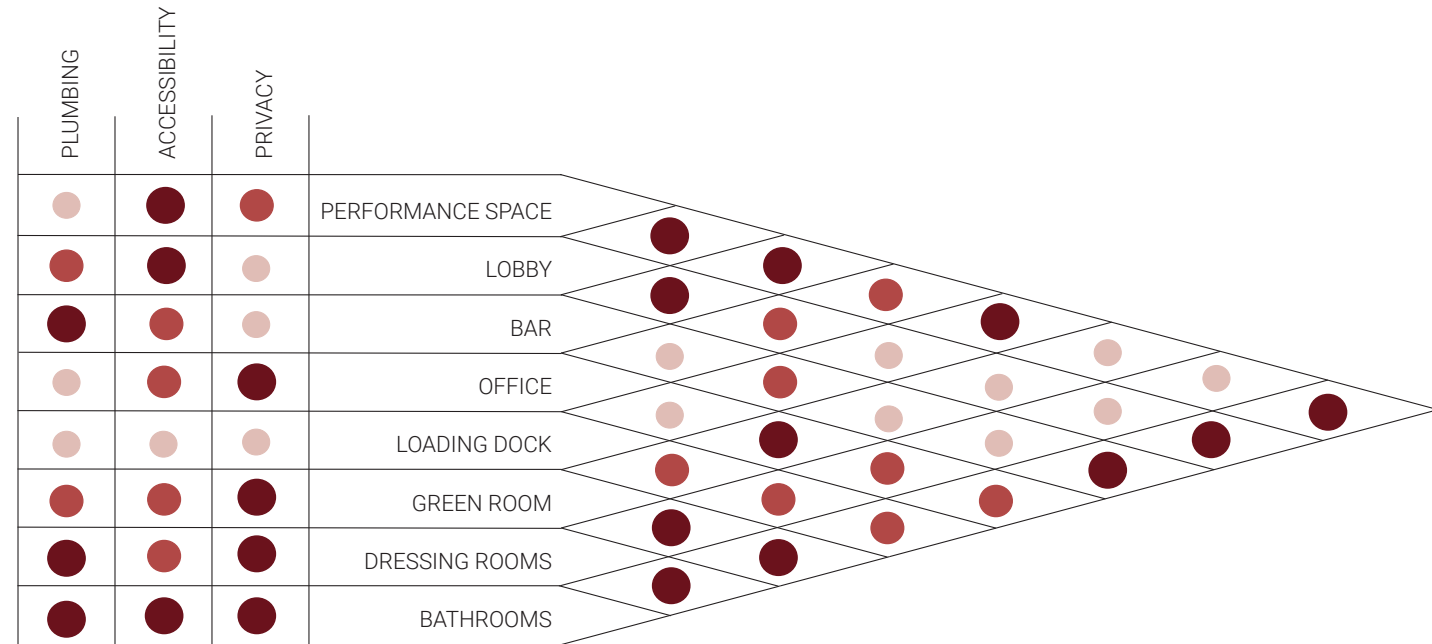 PLUMBING
ACCESSIBILITY
PRIVACY
PERFORMANCE SPACE
LOBBY
BAR
OFFICE
LOADING DOCK
GREEN ROOM
DRESSING ROOMS
BATHROOMS